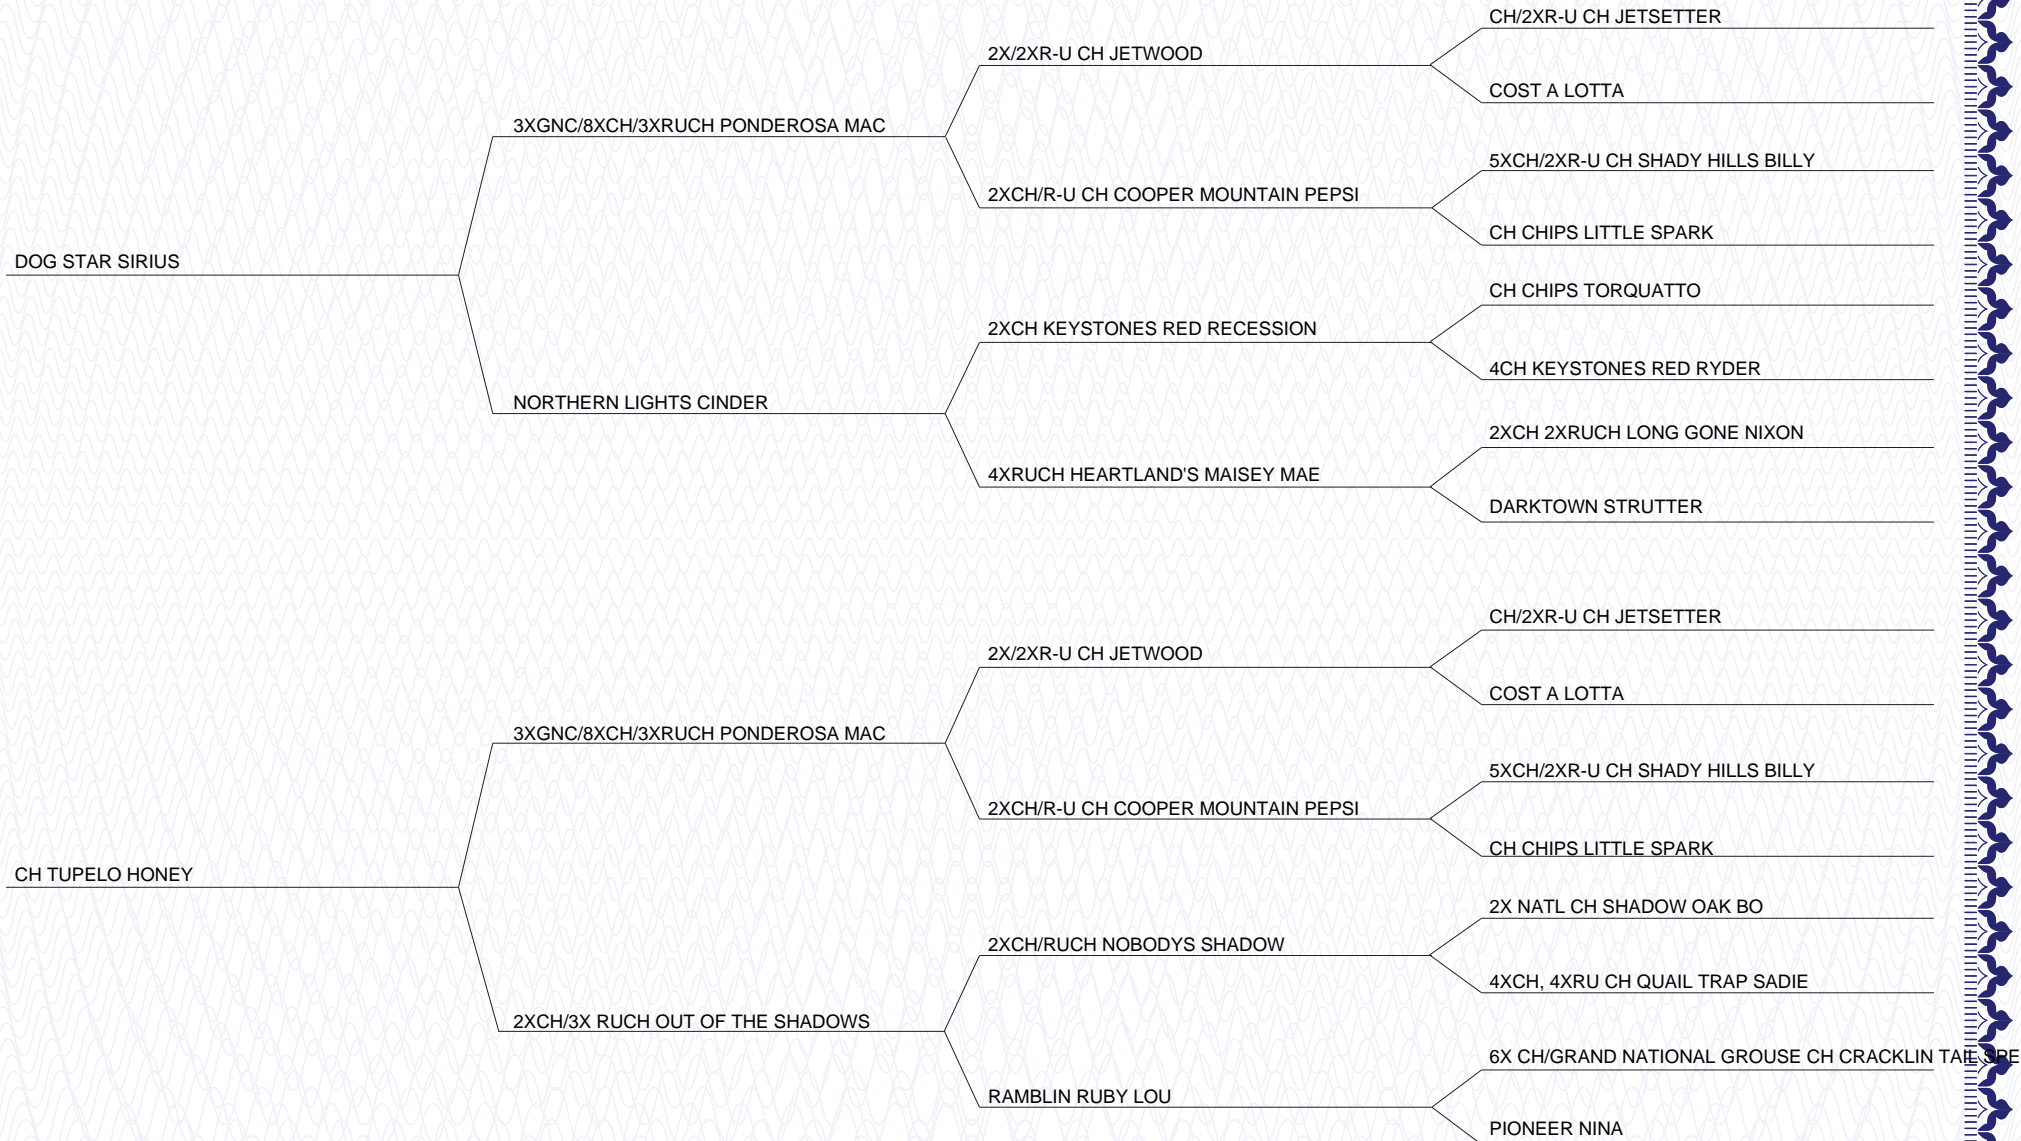 CH/2XR-U CH JETSETTER
2X/2XR-U CH JETWOOD
COST A LOTTA
3XGNC/8XCH/3XRUCH PONDEROSA MAC
5XCH/2XR-U CH SHADY HILLS BILLY
2XCH/R-U CH COOPER MOUNTAIN PEPSI
CH CHIPS LITTLE SPARK
DOG STAR SIRIUS
CH CHIPS TORQUATTO
2XCH KEYSTONES RED RECESSION
4CH KEYSTONES RED RYDER
NORTHERN LIGHTS CINDER
2XCH 2XRUCH LONG GONE NIXON
4XRUCH HEARTLAND'S MAISEY MAE
DARKTOWN STRUTTER
CH/2XR-U CH JETSETTER
2X/2XR-U CH JETWOOD
COST A LOTTA
3XGNC/8XCH/3XRUCH PONDEROSA MAC
5XCH/2XR-U CH SHADY HILLS BILLY
2XCH/R-U CH COOPER MOUNTAIN PEPSI
CH CHIPS LITTLE SPARK
CH TUPELO HONEY
2X NATL CH SHADOW OAK BO
2XCH/RUCH NOBODYS SHADOW
4XCH, 4XRU CH QUAIL TRAP SADIE
2XCH/3X RUCH OUT OF THE SHADOWS
6X CH/GRAND NATIONAL GROUSE CH CRACKLIN TAIL SPE
RAMBLIN RUBY LOU
PIONEER NINA